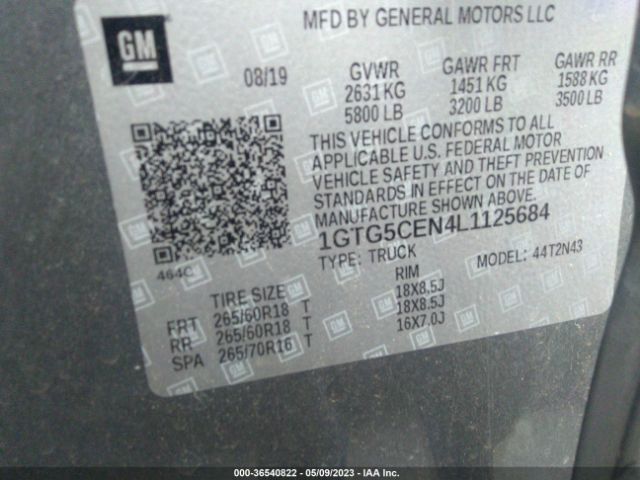 GM
MFD BY GENERAL MOTORS LLC
08/19
GVWR GAWR FRT GAWR RR
2631 KG 1451 KG 1588 KG
5800 LB 3200 LB 3500 LB
THIS VEHICLE CONFORMS TO ALL
APPLICABLE U.S. FEDERAL MOTOR
VEHICLE SAFETY AND THEFT PREVENTION
STANDARDS IN EFFECT ON THE DATE OF
MANUFACTURE SHOWN ABOVE.
1GTG5CEN4L1125684
464C
TYPE: TRUCK MODEL: 44T2N43
TIRE SIZE RIM
FRT 265/60R18 T 18X8.5J
RR 265/60R18 T 18X8.5J
SPA 265/70R16 T 16X7.0J
000-36540822 - 05/09/2023 - IAA Inc.